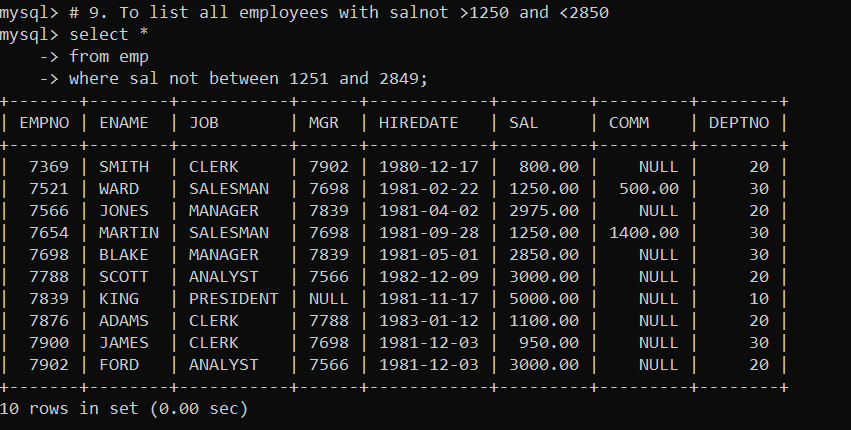 mysql> # 9. To list all employees with salnot >1250 and <2850
mysql> select *
    -> from emp
    -> where sal not between 1251 and 2849;
+-------+--------+-----------+------+------------+---------+---------+--------+
| EMPNO | ENAME  | JOB       | MGR  | HIREDATE   | SAL     | COMM    | DEPTNO |
+-------+--------+-----------+------+------------+---------+---------+--------+
|  7369 | SMITH  | CLERK     | 7902 | 1980-12-17 |  800.00 |    NULL |     20 |
|  7521 | WARD   | SALESMAN  | 7698 | 1981-02-22 | 1250.00 |  500.00 |     30 |
|  7566 | JONES  | MANAGER   | 7839 | 1981-04-02 | 2975.00 |    NULL |     20 |
|  7654 | MARTIN | SALESMAN  | 7698 | 1981-09-28 | 1250.00 | 1400.00 |     30 |
|  7698 | BLAKE  | MANAGER   | 7839 | 1981-05-01 | 2850.00 |    NULL |     30 |
|  7788 | SCOTT  | ANALYST   | 7566 | 1982-12-09 | 3000.00 |    NULL |     20 |
|  7839 | KING   | PRESIDENT | NULL | 1981-11-17 | 5000.00 |    NULL |     10 |
|  7876 | ADAMS  | CLERK     | 7788 | 1983-01-12 | 1100.00 |    NULL |     20 |
|  7900 | JAMES  | CLERK     | 7698 | 1981-12-03 |  950.00 |    NULL |     30 |
|  7902 | FORD   | ANALYST   | 7566 | 1981-12-03 | 3000.00 |    NULL |     20 |
+-------+--------+-----------+------+------------+---------+---------+--------+
10 rows in set (0.00 sec)